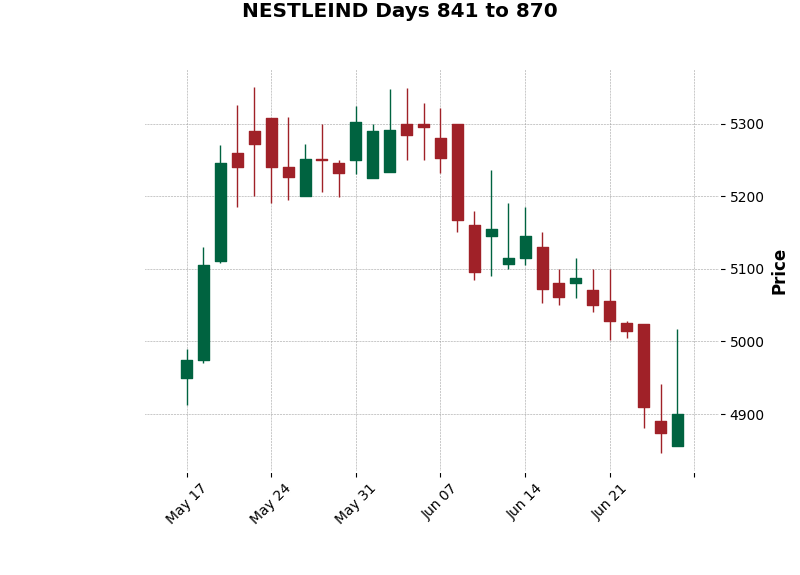 NESTLEIND Days 841 to 870
5300
5200
5100
5000
4900
Price
May 17
May 24
May 31
Jun 07
Jun 14
Jun 21